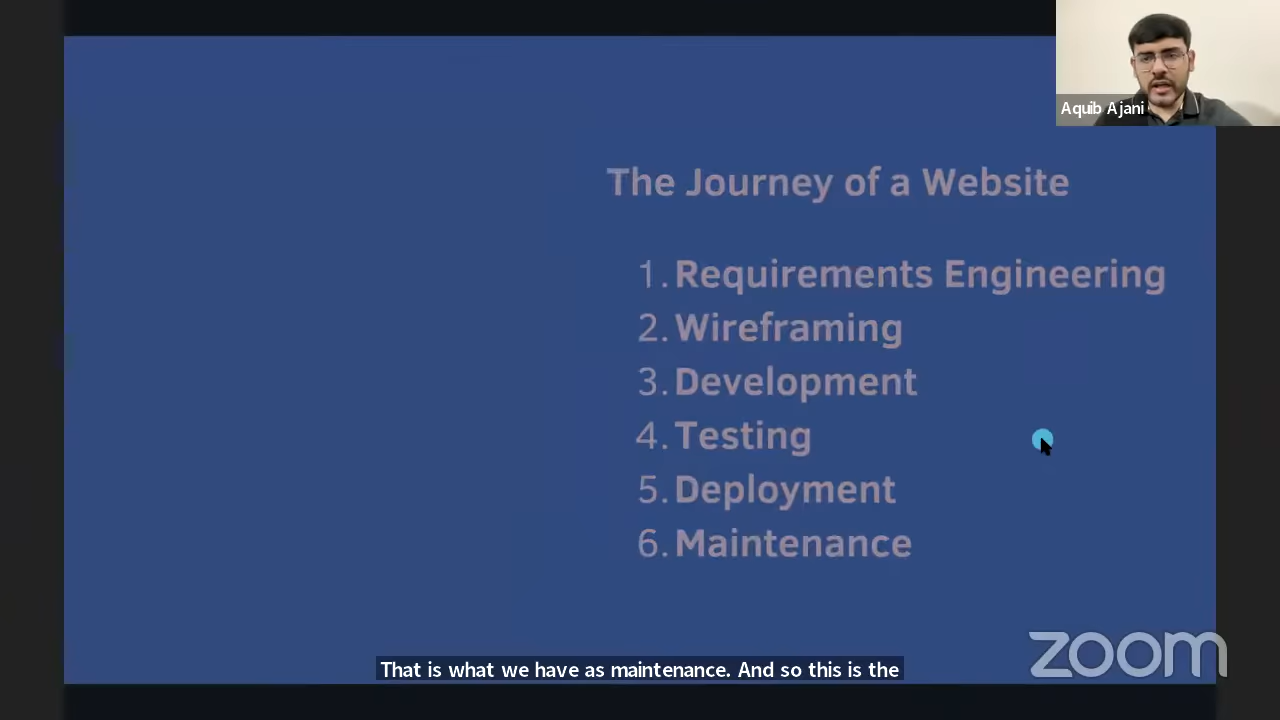 Aquib Ajani
The Journey of a Website
1. Requirements Engineering
2. Wireframing
3. Development
4. Testing
5. Deployment
6. Maintenance
zoom
That is what we have as maintenance. And so this is the